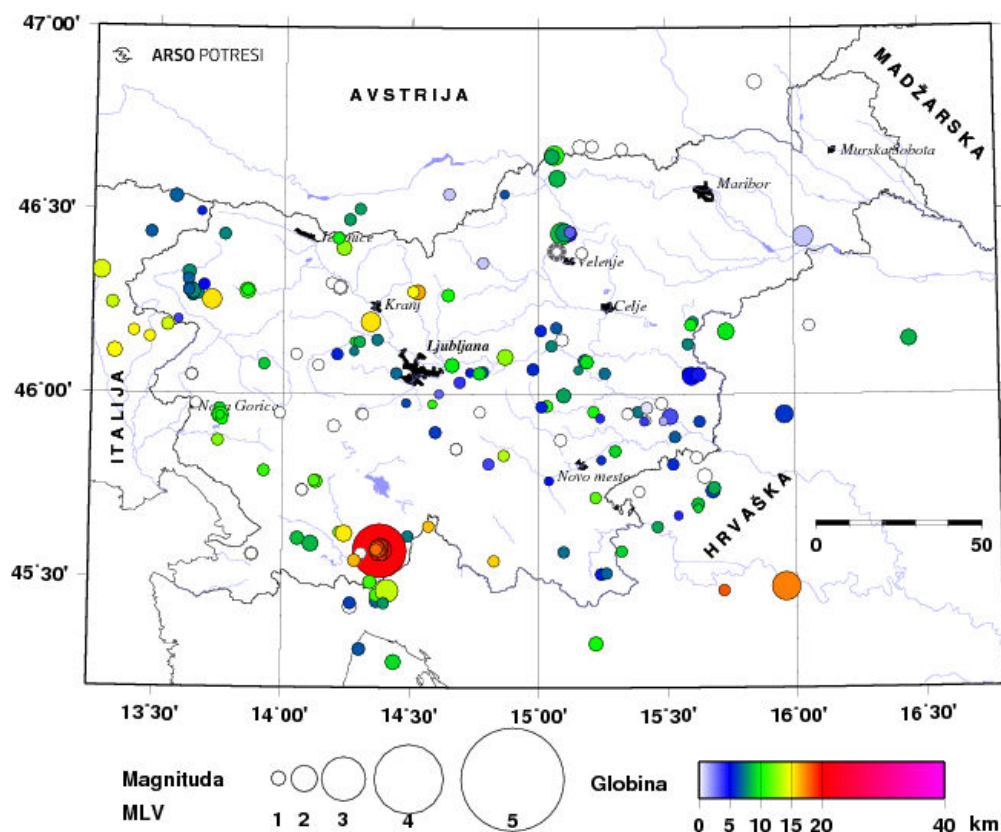 47°00'
ARSO POTRESI
AVSTRIJA
MADŽARSKA
Murska Sobota
46°30'
Maribor
Velenje
Kranj
Celje
Ljubljana
46°00'
ITALIJA
Nova Gorica
Novo mesto
HRVAŠKA
0 50
45°30'
13°30' 14°00' 14°30' 15°00' 15°30' 16°00' 16°30'
Magnituda
MLV
1 2 3 4 5
Globina
0 5 10 15 20 40 km